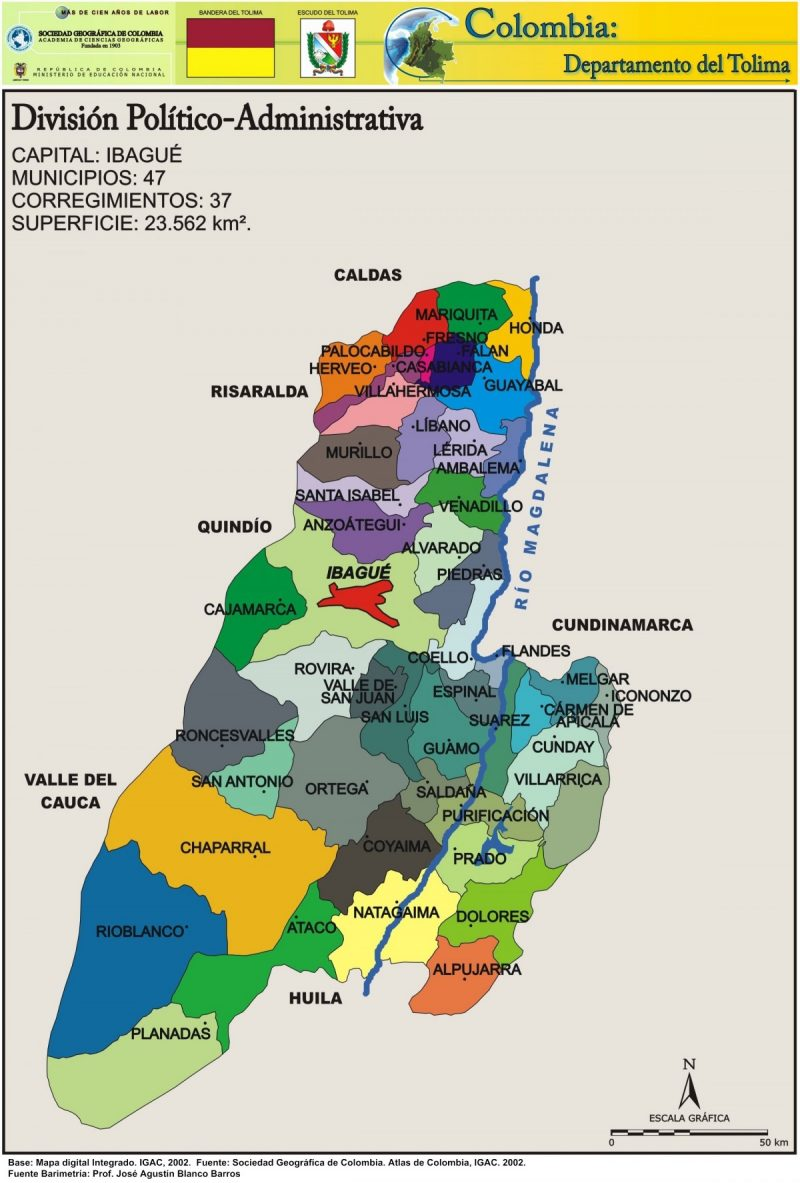 MÁS DE CIEN AÑOS DE LABOR
SOCIEDAD GEOGRÁFICA DE COLOMBIA
ACADEMIA DE CIENCIAS GEOGRÁFICAS
Fundada en 1903
REPÚBLICA DE COLOMBIA
MINISTERIO DE EDUCACIÓN NACIONAL
BANDERA DEL TOLIMA
ESCUDO DEL TOLIMA
Colombia:
Departamento del Tolima
División Político-Administrativa
CAPITAL: IBAGUÉ
MUNICIPIOS: 47
CORREGIMIENTOS: 37
SUPERFICIE: 23.562 km².
CALDAS
MARIQUITA
HONDA
FRESNO
PALOCABILDO
FALAN
HERVEO
CASABIANCA
GUAYABAL
RISARALDA
VILLAHERMOSA
LÍBANO
MURILLO
LÉRIDA
AMBALEMA
SANTA ISABEL
VENADILLO
RÍO MAGDALENA
QUINDÍO
ANZOÁTEGUI
ALVARADO
IBAGUÉ
PIEDRAS
CAJAMARCA
CUNDINAMARCA
COELLO
FLANDES
ROVIRA
MELGAR
VALLE DE
SAN JUAN
ESPINAL
ICONONZO
CÁRMEN DE
APICALÁ
SAN LUIS
SUAREZ
RONCESVALLES
GUAMO
CUNDAY
VALLE DEL
CAUCA
SAN ANTONIO
ORTEGA
SALDAÑA
VILLARRICA
PURIFICACIÓN
CHAPARRAL
COYAIMA
PRADO
NATAGAIMA
DOLORES
RIOBLANCO
ATACO
ALPUJARRA
HUILA
PLANADAS
N
ESCALA GRÁFICA
0
50 km
Base: Mapa digital Integrado. IGAC, 2002. Fuente: Sociedad Geográfica de Colombia. Atlas de Colombia, IGAC. 2002.
Fuente Barimetria: Prof. José Agustín Blanco Barros